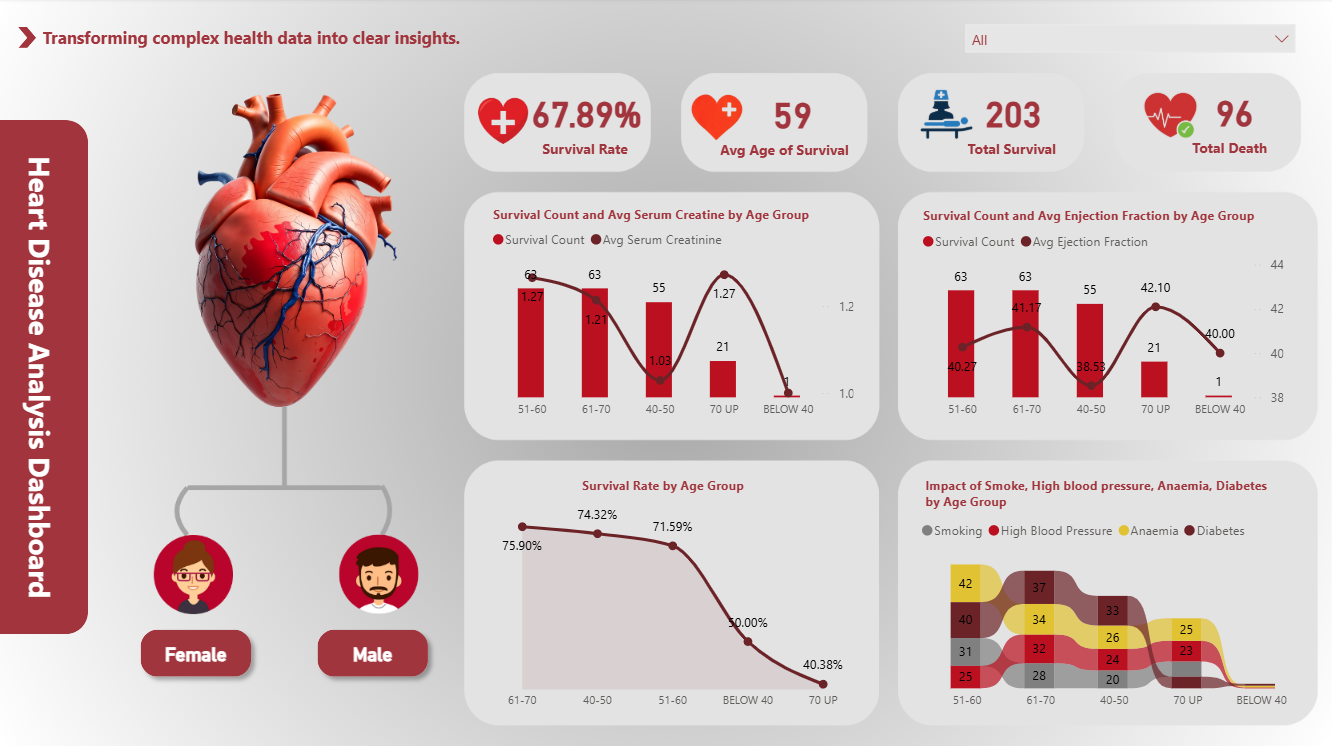 Transforming complex health data into clear insights.
All
Heart Disease Analysis Dashboard
67.89%
Survival Rate
59
Avg Age of Survival
203
Total Survival
96
Total Death
Survival Count and Avg Serum Creatine by Age Group
Survival Count Avg Serum Creatinine
63 63 55 21 1
1.27 1.21 1.03 1.27
1.2
1.0
51-60 61-70 40-50 70 UP BELOW 40
Survival Count and Avg Enjection Fraction by Age Group
Survival Count Avg Ejection Fraction
63 63 55 21 1
40.27 41.17 38.53 42.10 40.00
44
42
40
38
51-60 61-70 40-50 70 UP BELOW 40
Survival Rate by Age Group
75.90% 74.32% 71.59% 50.00% 40.38%
61-70 40-50 51-60 BELOW 40 70 UP
Impact of Smoke, High blood pressure, Anaemia, Diabetes
by Age Group
Smoking High Blood Pressure Anaemia Diabetes
42 37 33 25
40 34 26 23
31 32 24
25 28 20
51-60 61-70 40-50 70 UP BELOW 40
Female
Male